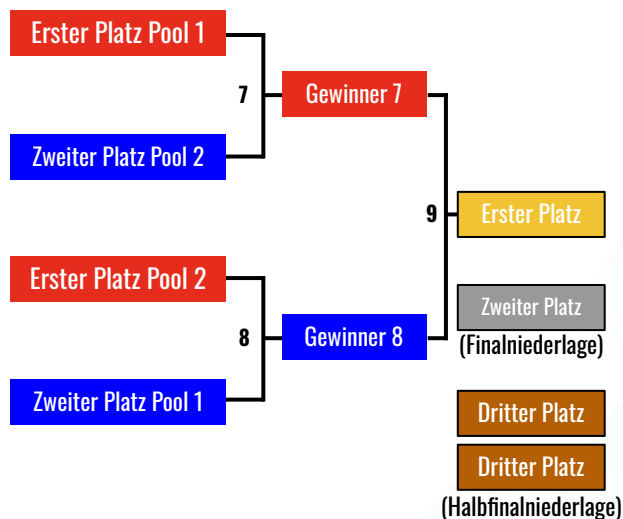 Erster Platz Pool 1
7
Gewinner 7
Zweiter Platz Pool 2
9
Erster Platz
Erster Platz Pool 2
8
Gewinner 8
Zweiter Platz Pool 1
Zweiter Platz
(Finalniederlage)
Dritter Platz
Dritter Platz
(Halbfinalniederlage)